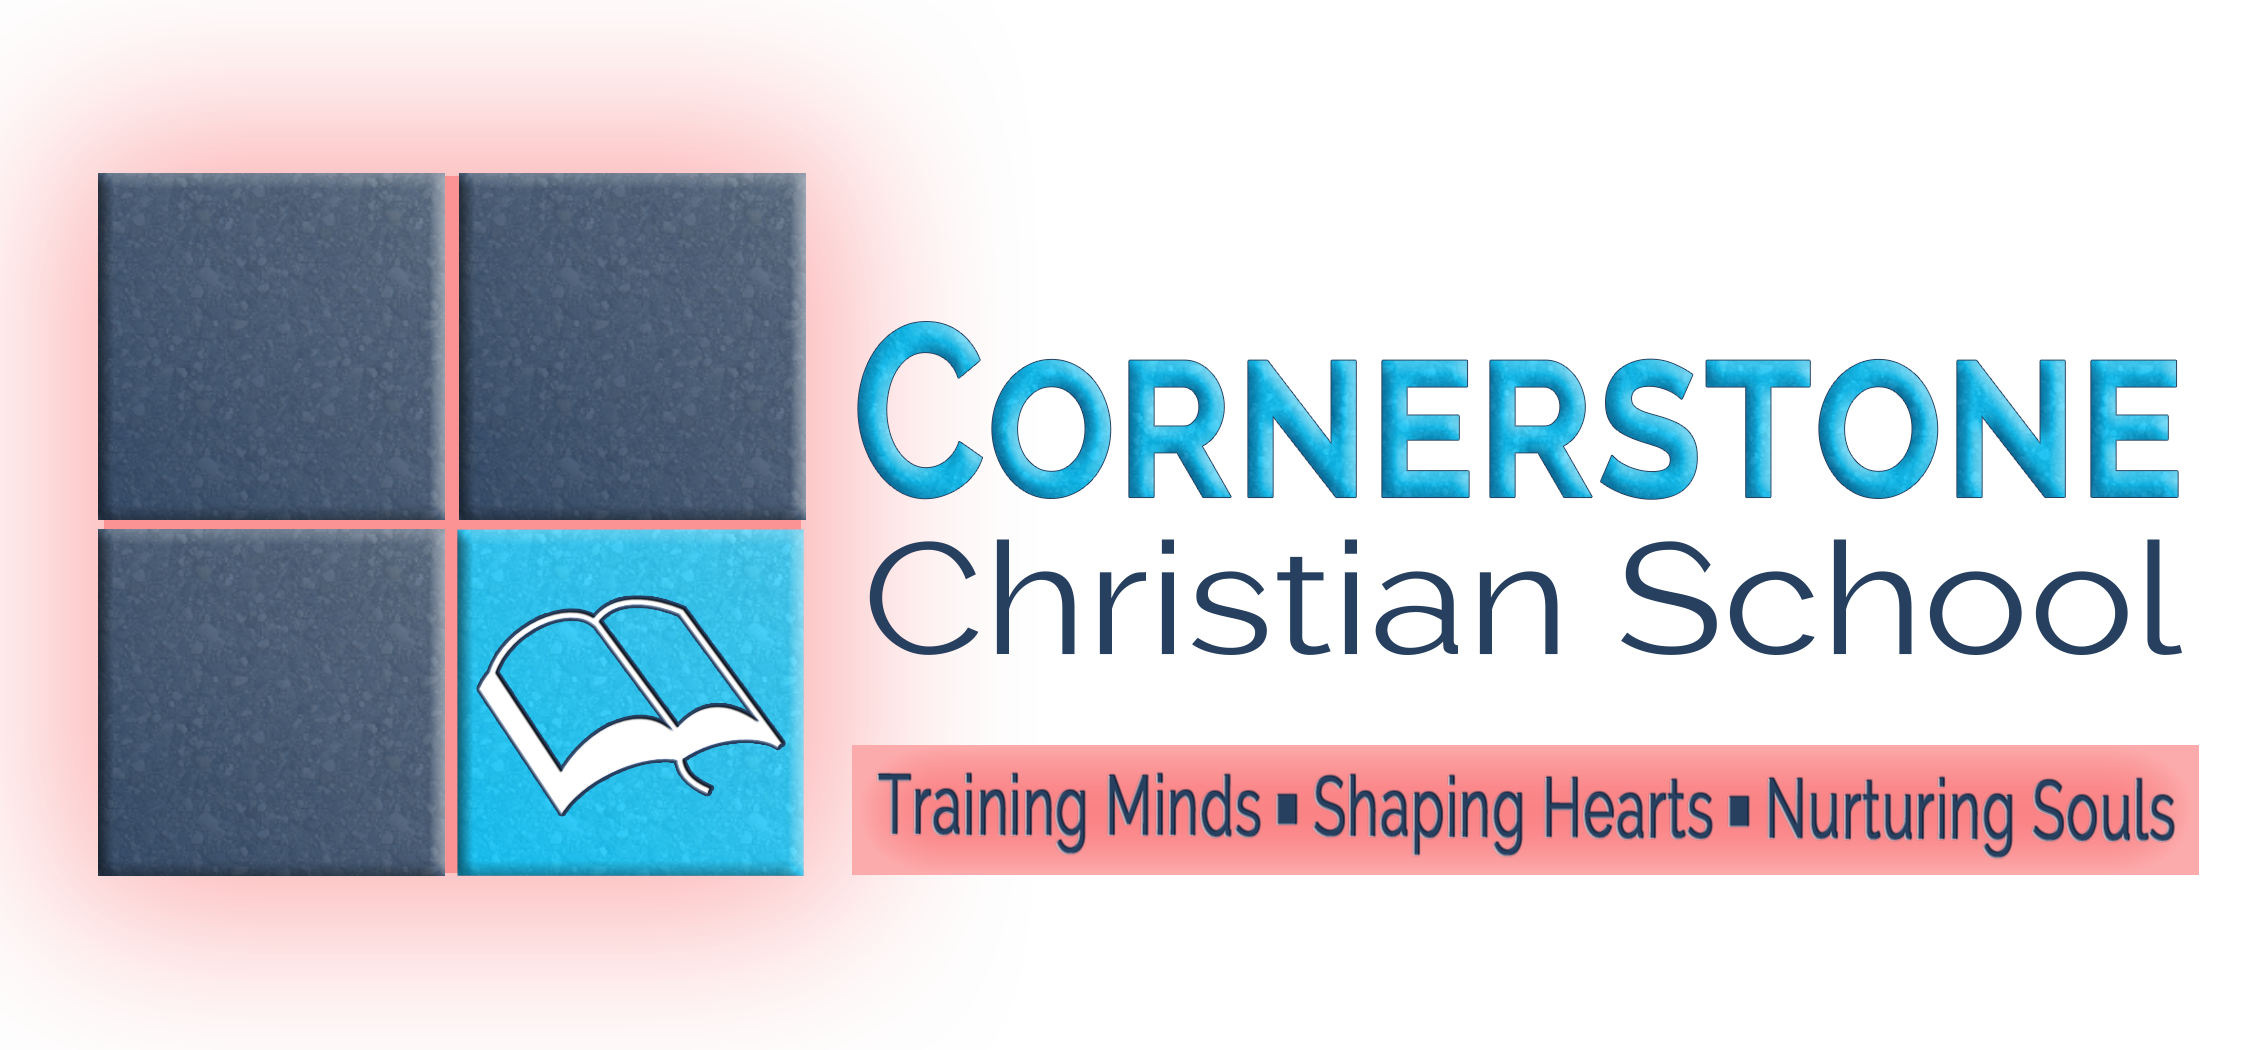 CORNERSTONE
Christian School
Training Minds ▪ Shaping Hearts ▪ Nurturing Souls